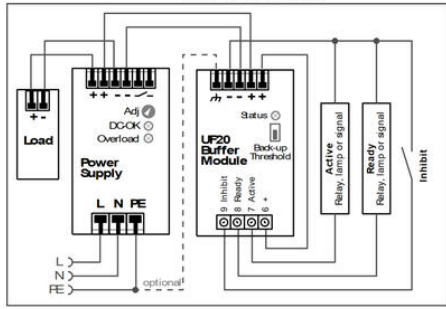 + + - -
- - + +
+ -
Load
Adj
DC-OK
Overload
Power
Supply
L N PE
Status
UF20
Buffer
Module
Back-up
Threshold
9 Inhibit
8 Ready
7 Active
6 +
Active
Relay, lamp or signal
Ready
Relay, lamp or signal
Inhibit
L
N
PE
optional